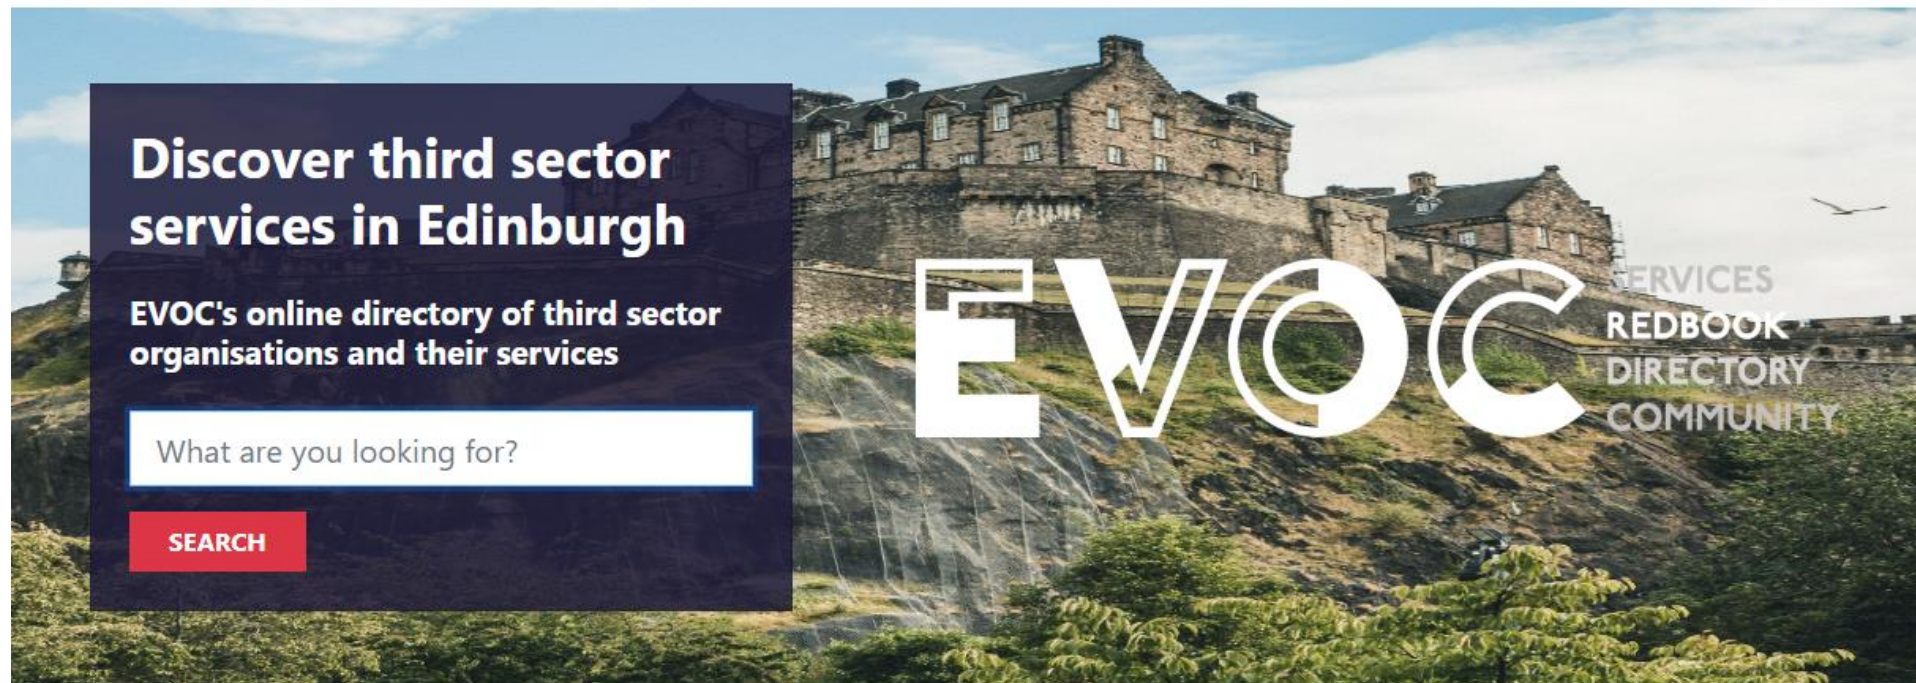 Discover third sector
services in Edinburgh
EVOC's online directory of third sector
organisations and their services
What are you looking for?
SEARCH
EVOC
SERVICES
REDBOOK
DIRECTORY
COMMUNITY